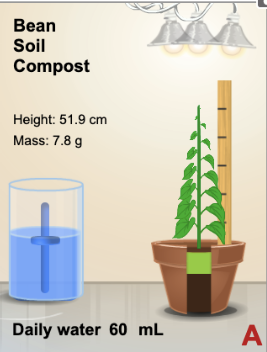 Bean
Soil
Compost
Height: 51.9 cm
Mass: 7.8 g
Daily water 60 mL
A